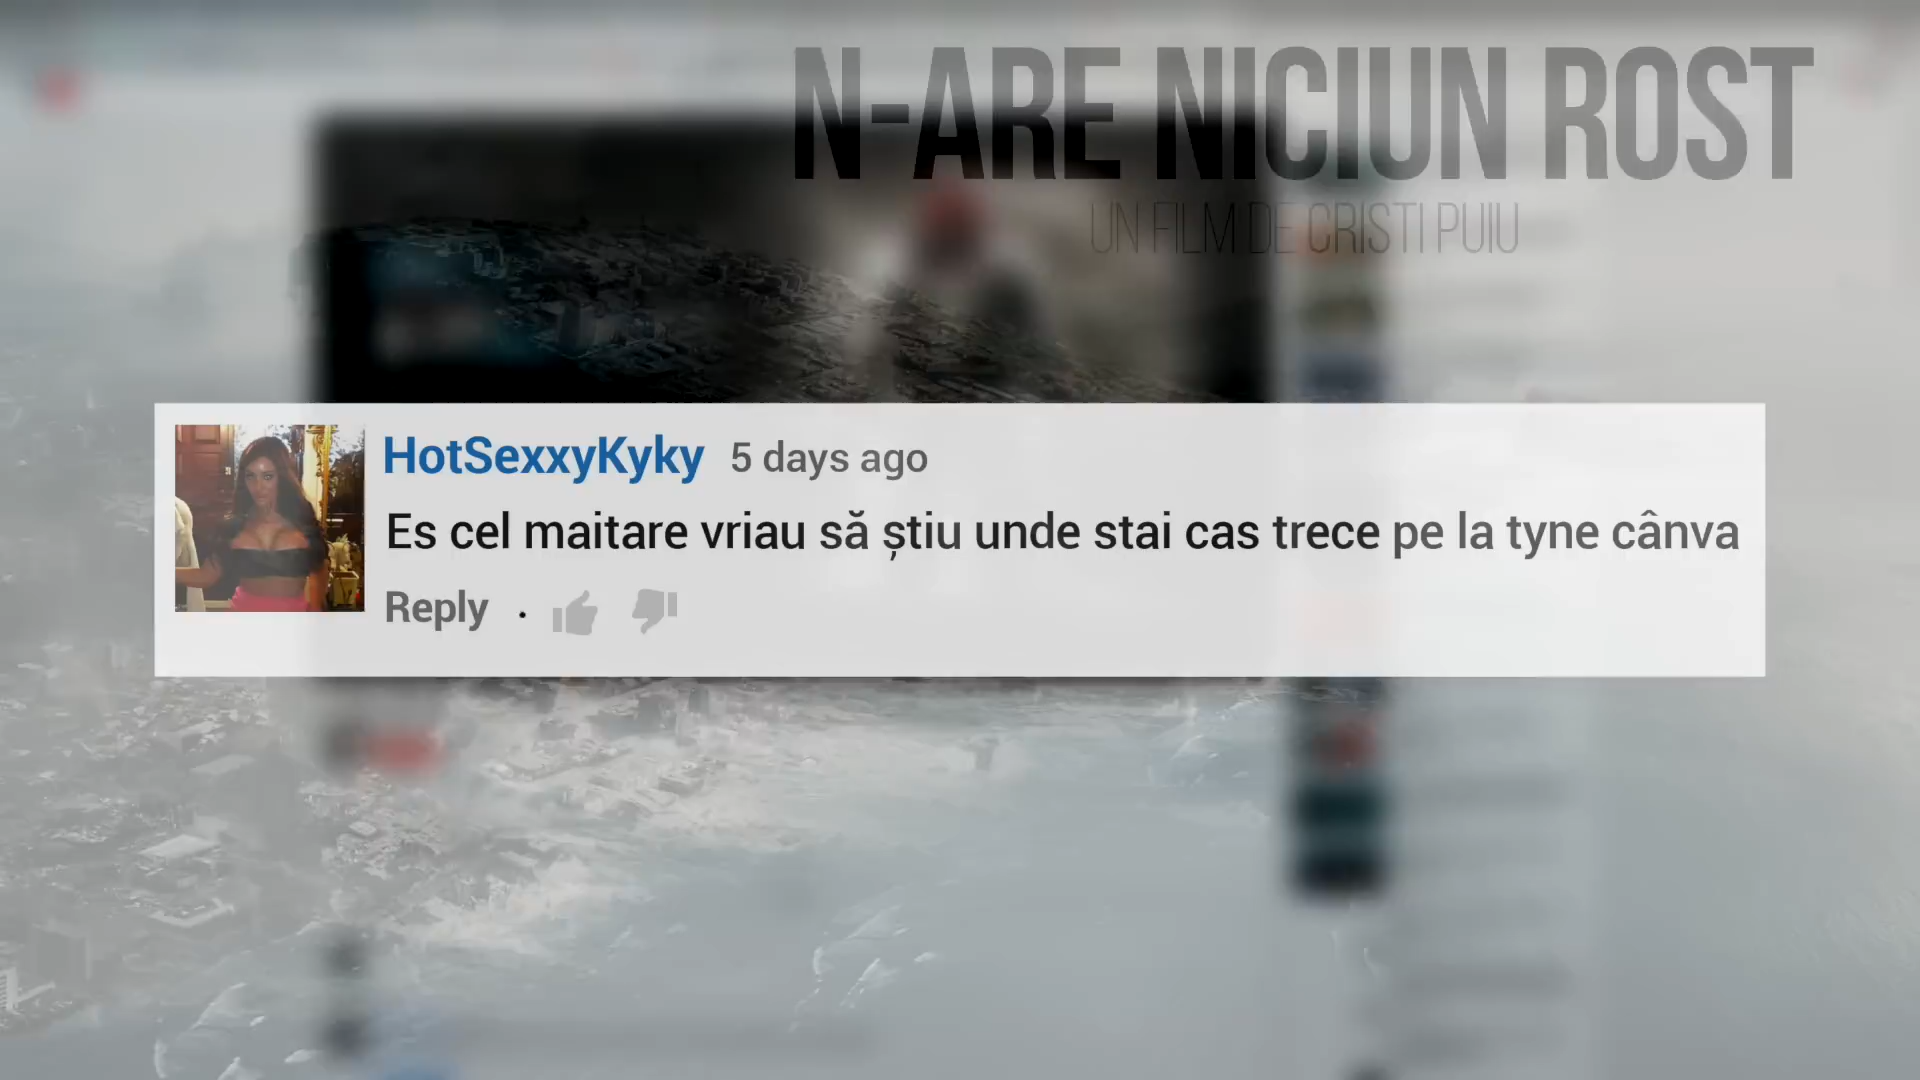 N-ARE NICIUN ROST
UN FILM DE CRISTI PUIU
HotSexxyKyky 5 days ago
Es cel maitare vriau să știu unde stai cas trece pe la tyne cânva
Reply .